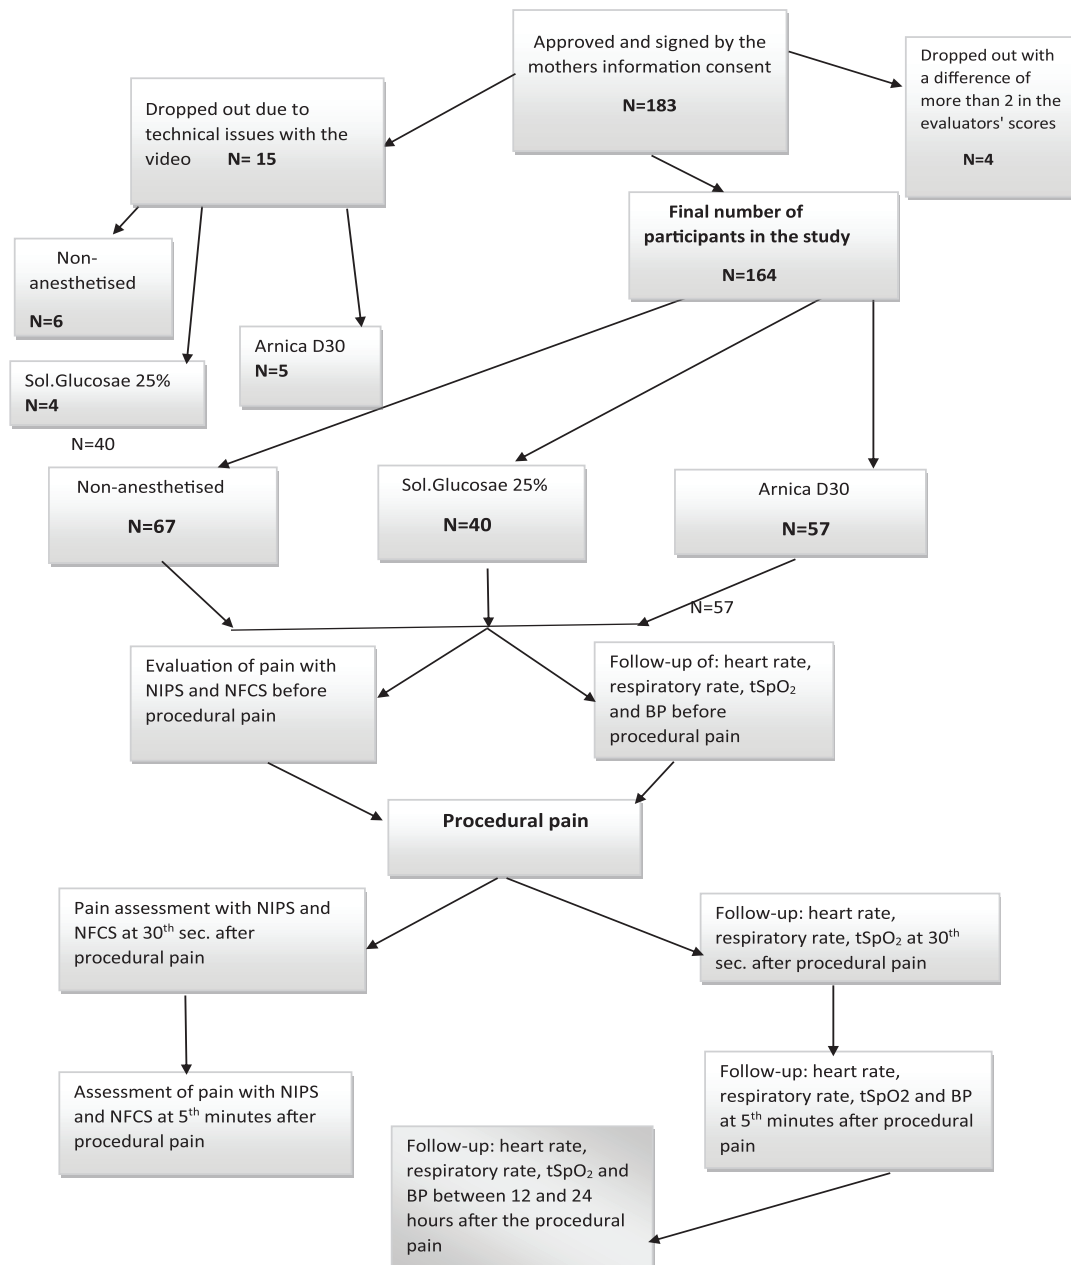 Approved and signed by the
mothers information consent
N=183
Dropped out with
a difference of
more than 2 in the
evaluators' scores
N=4
Dropped out due to
technical issues with the
video N= 15
Final number of
participants in the study
N=164
Non-
anesthetised
N=6
Arnica D30
N=5
Sol.Glucosae 25%
N=4
N=40
Non-anesthetised
N=67
Sol.Glucosae 25%
N=40
Arnica D30
N=57
N=57
Evaluation of pain with
NIPS and NFCS before
procedural pain
Follow-up of: heart rate,
respiratory rate, tSpO₂
and BP before
procedural pain
Procedural pain
Pain assessment with NIPS and
NFCS at 30th sec. after
procedural pain
Follow-up: heart rate,
respiratory rate, tSpO₂ at 30th
sec. after procedural pain
Assessment of pain with NIPS
and NFCS at 5th minutes after
procedural pain
Follow-up: heart rate,
respiratory rate, tSpO2 and BP
at 5th minutes after procedural
pain
Follow-up: heart rate,
respiratory rate, tSpO₂ and
BP between 12 and 24
hours after the procedural
pain